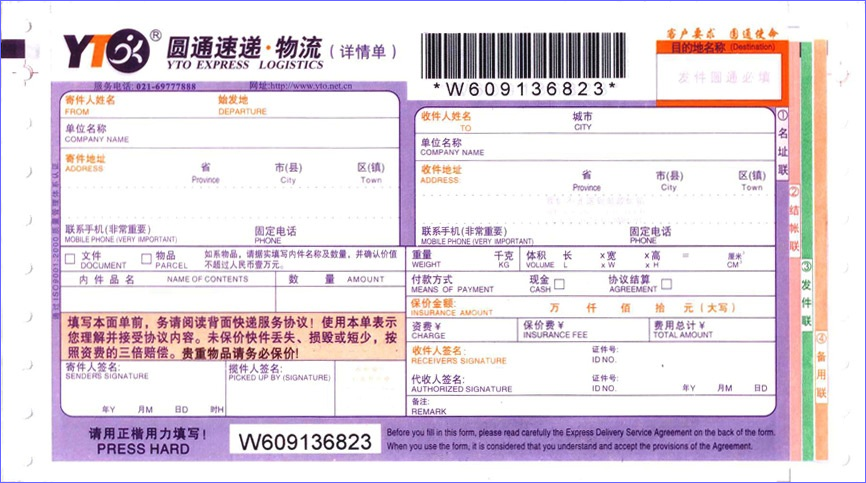 YTO ® 圆通速递·物流(详情单)
YTO EXPRESS LOGISTICS
服务电话: 021-69777888 网址:http://www.yto.net.cn
*W609136823*
客户要求 圆通使命
目的地名称 (Destination)
发件圆通必填
寄件人姓名 始发地
FROM DEPARTURE
单位名称
COMPANY NAME
寄件地址 省 市(县) 区(镇)
ADDRESS Province City Town
联系手机(非常重要) 固定电话
MOBILE PHONE (VERY IMPORTANT) PHONE
收件人姓名 城市
TO CITY
单位名称
COMPANY NAME
收件地址 省 市(县) 区(镇)
ADDRESS Province City Town
联系手机(非常重要) 固定电话
MOBILE PHONE (VERY IMPORTANT) PHONE
文件 物品 如系物品,请据实填写内件名称及数量,并确认价值
DOCUMENT PARCEL 不超过人民币壹万元。
内件品名 NAME OF CONTENTS 数量 AMOUNT
填写本面单前,务请阅读背面快递服务协议!使用本单表示
您理解并接受协议内容。未保价快件丢失、损毁或短少,按
照资费的三倍赔偿。贵重物品请务必保价!
寄件人签名: 揽件人签名:
SENDER'S SIGNATURE PICKED UP BY (SIGNATURE)
年Y 月M 日D 时H
重量 千克 体积 长 x宽 x高 = 厘米³
WEIGHT KG VOLUME L x W x H CM³
付款方式 现金 协议结算
MEANS OF PAYMENT CASH AGREEMENT
保价金额: 万 仟 佰 拾 元 (大写)
INSURANCE AMOUNT
资费¥ 保价费¥ 费用总计¥
CHARGE INSURANCE FEE TOTAL AMOUNT
收件人签名: 证件号:
RECEIVER'S SIGNATURE ID NO.
代收人签名: 证件号:
AUTHORIZED SIGNATURE ID NO. 年Y 月M 日D
备注:
REMARK
请用正楷用力填写!
PRESS HARD
W609136823
Before you fill in this form, please read carefully the Express Delivery Service Agreement on the back of the form.
When you use the form, it is considered that you understand and accept the provisions of the Agreement.
①名址联
②结帐联
③发件联
④备用联